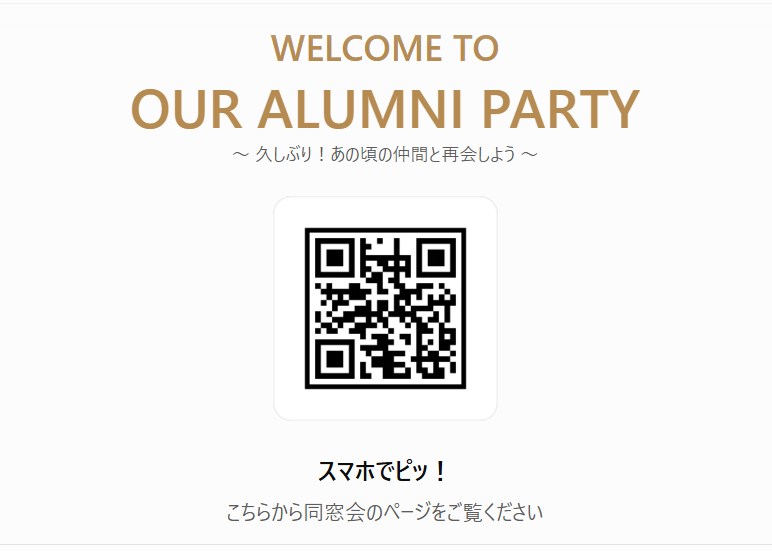 WELCOME TO
OUR ALUMNI PARTY
～ 久しぶり！あの頃の仲間と再会しよう ～
スマホでピッ！
こちらから同窓会のページをご覧ください